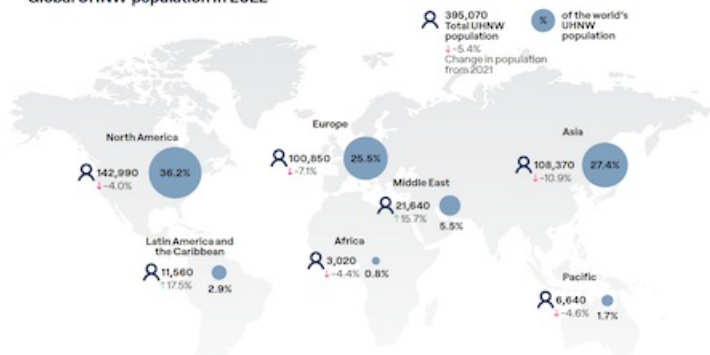 Global UHNW population in 2022
395,070
Total UHNW
population
↓-5.4%
Change in population
from 2021
%
of the world's
UHNW
population
North America
142,990
↓-4.0%
36.2%
Europe
100,850
↓-7.1%
25.5%
Asia
108,370
↓-10.9%
27.4%
Middle East
21,640
↑15.7%
5.5%
Latin America and
the Caribbean
11,560
↑17.5%
2.9%
Africa
3,020
↓-4.4%
0.8%
Pacific
6,640
↓-4.6%
1.7%